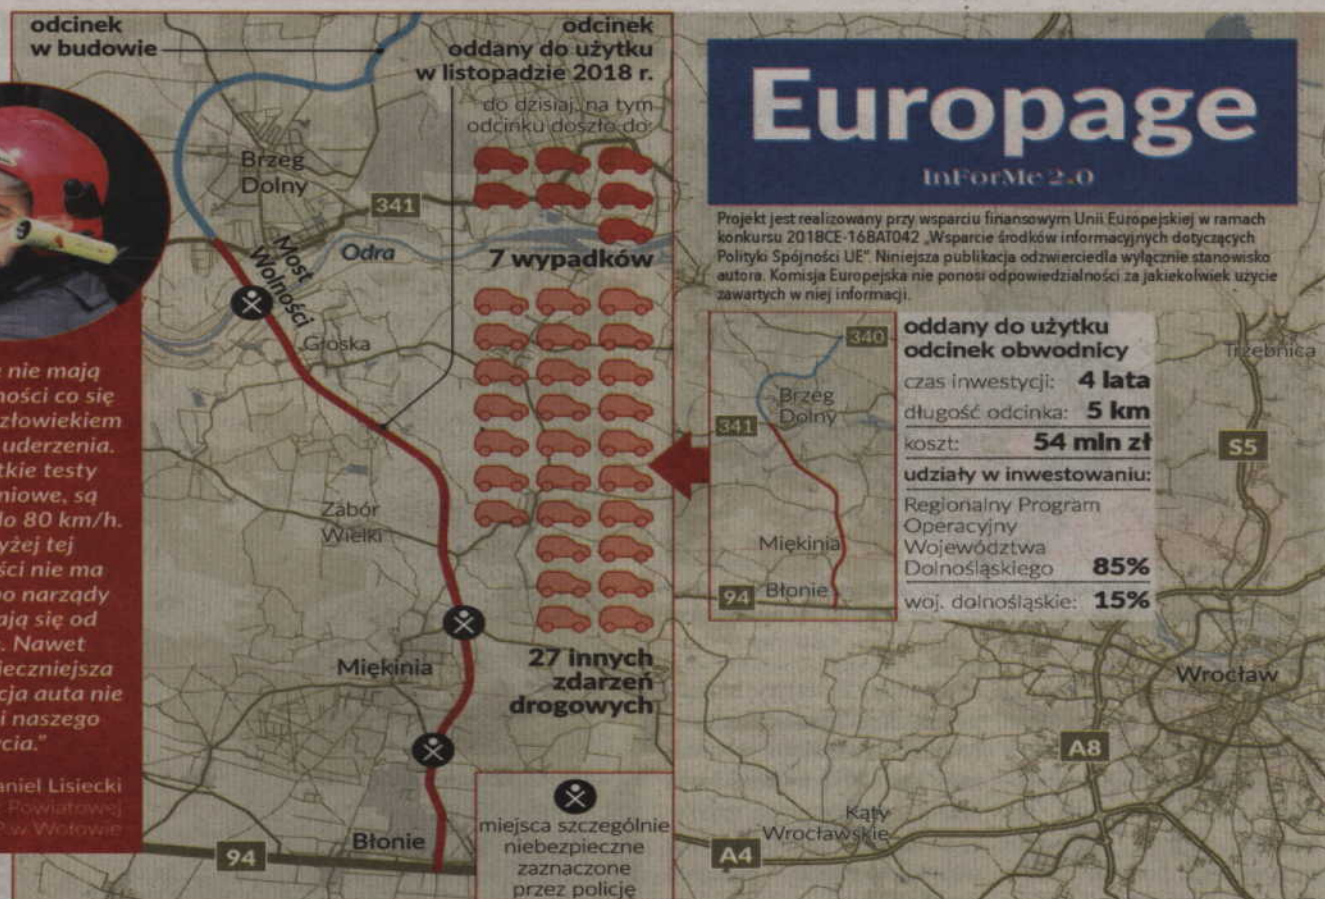 odcinek
w budowie
odcinek
oddany do użytku
w listopadzie 2018 r.
do dzisiaj, na tym
odcinku doszło do:
7 wypadków
27 innych
zdarzeń
drogowych
miejsca szczególnie
niebezpieczne
zaznaczone
przez policję
Brzeg
Dolny
341
Odra
Most
Wolności
Głoska
Zabór
Wielki
Miękinia
Błonie
94
nie mają
ności co się
złowiekiem
uderzenia.
tkie testy
niowe, są
do 80 km/h.
yżej tej
ści nie ma
bo narządy
ają się od
Nawet
ieczniejsza
cja auta nie
i naszego
cia."
aniel Lisiecki
Powiatowej
w Wołowie
Europage
InForMe 2.0
Projekt jest realizowany przy wsparciu finansowym Unii Europejskiej w ramach
konkursu 2018CE-16BAT042 „Wsparcie środków informacyjnych dotyczących
Polityki Spójności UE". Niniejsza publikacja odzwierciedla wyłącznie stanowisko
autora. Komisja Europejska nie ponosi odpowiedzialności za jakiekolwiek użycie
zawartych w niej informacji.
340
Brzeg
Dolny
341
Miękinia
94
Błonie
oddany do użytku
odcinek obwodnicy
czas inwestycji: 4 lata
długość odcinka: 5 km
koszt: 54 mln zł
udziały w inwestowaniu:
Regionalny Program
Operacyjny
Województwa
Dolnośląskiego 85%
woj. dolnośląskie: 15%
Trzebnica
S5
Wrocław
A8
Kąty
Wrocławskie
A4